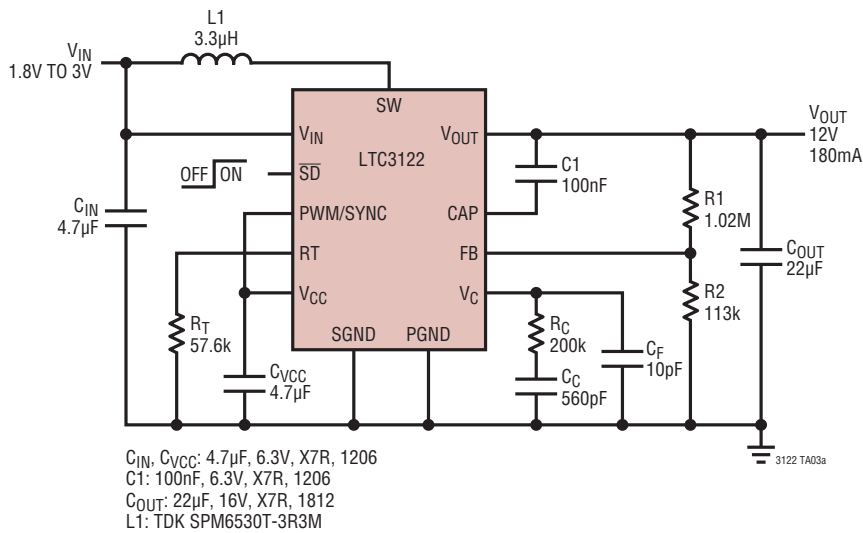 L1
3.3µH
VIN
1.8V TO 3V
SW
VIN
VOUT
LTC3122
SD
OFF ON
PWM/SYNC
CAP
RT
FB
VCC
VC
SGND
PGND
CIN
4.7µF
RT
57.6k
CVCC
4.7µF
C1
100nF
VOUT
12V
180mA
R1
1.02M
COUT
22µF
R2
113k
RC
200k
CF
10pF
CC
560pF
3122 TA03a
CIN, CVCC: 4.7µF, 6.3V, X7R, 1206
C1: 100nF, 6.3V, X7R, 1206
COUT: 22µF, 16V, X7R, 1812
L1: TDK SPM6530T-3R3M